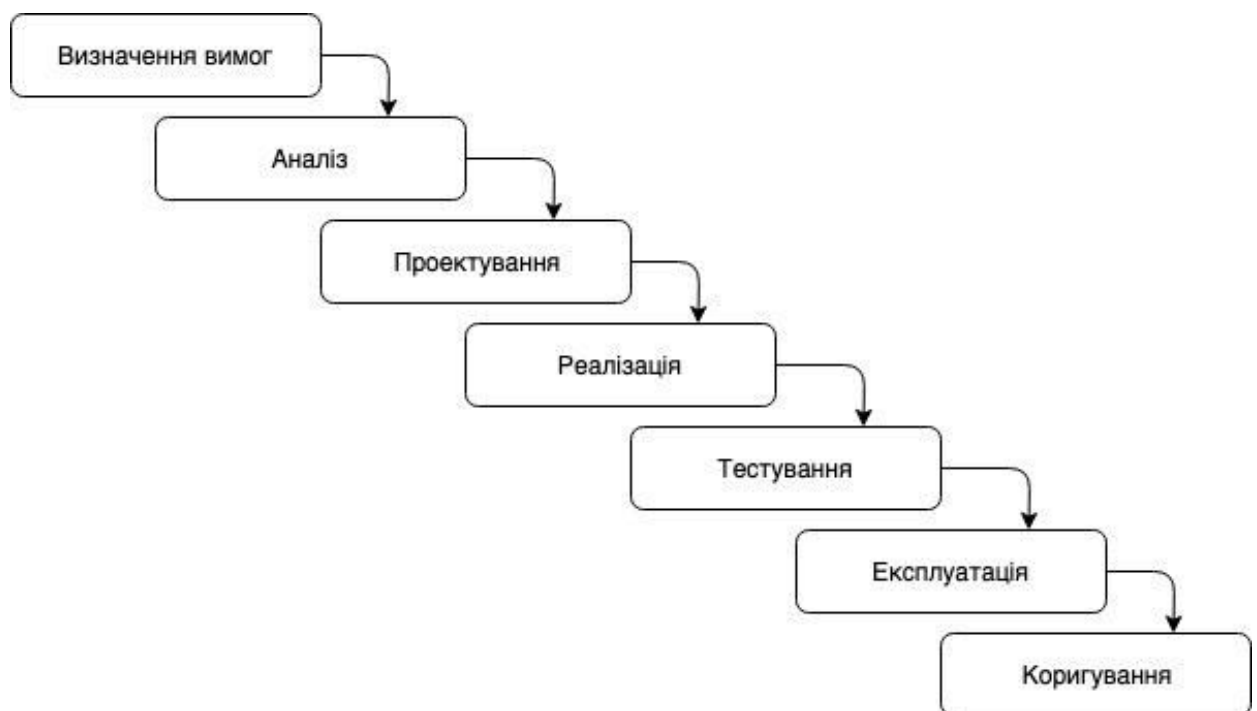 Визначення вимог
Аналіз
Проектування
Реалізація
Тестування
Експлуатація
Коригування